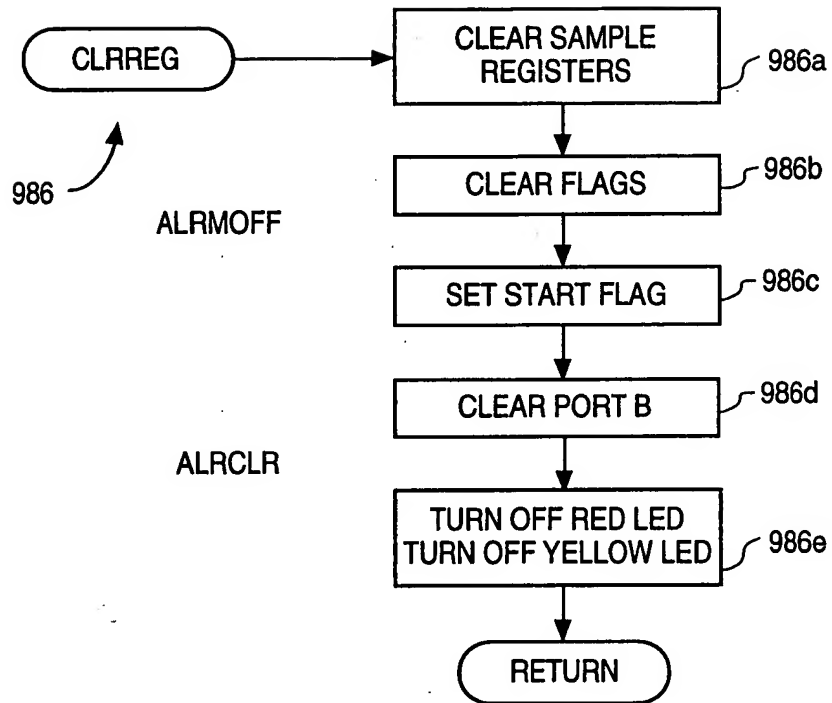 CLRREG
CLEAR SAMPLE
REGISTERS
986a
986
CLEAR FLAGS
986b
ALRMOFF
SET START FLAG
986c
CLEAR PORT B
986d
ALRCLR
TURN OFF RED LED
TURN OFF YELLOW LED
986e
RETURN